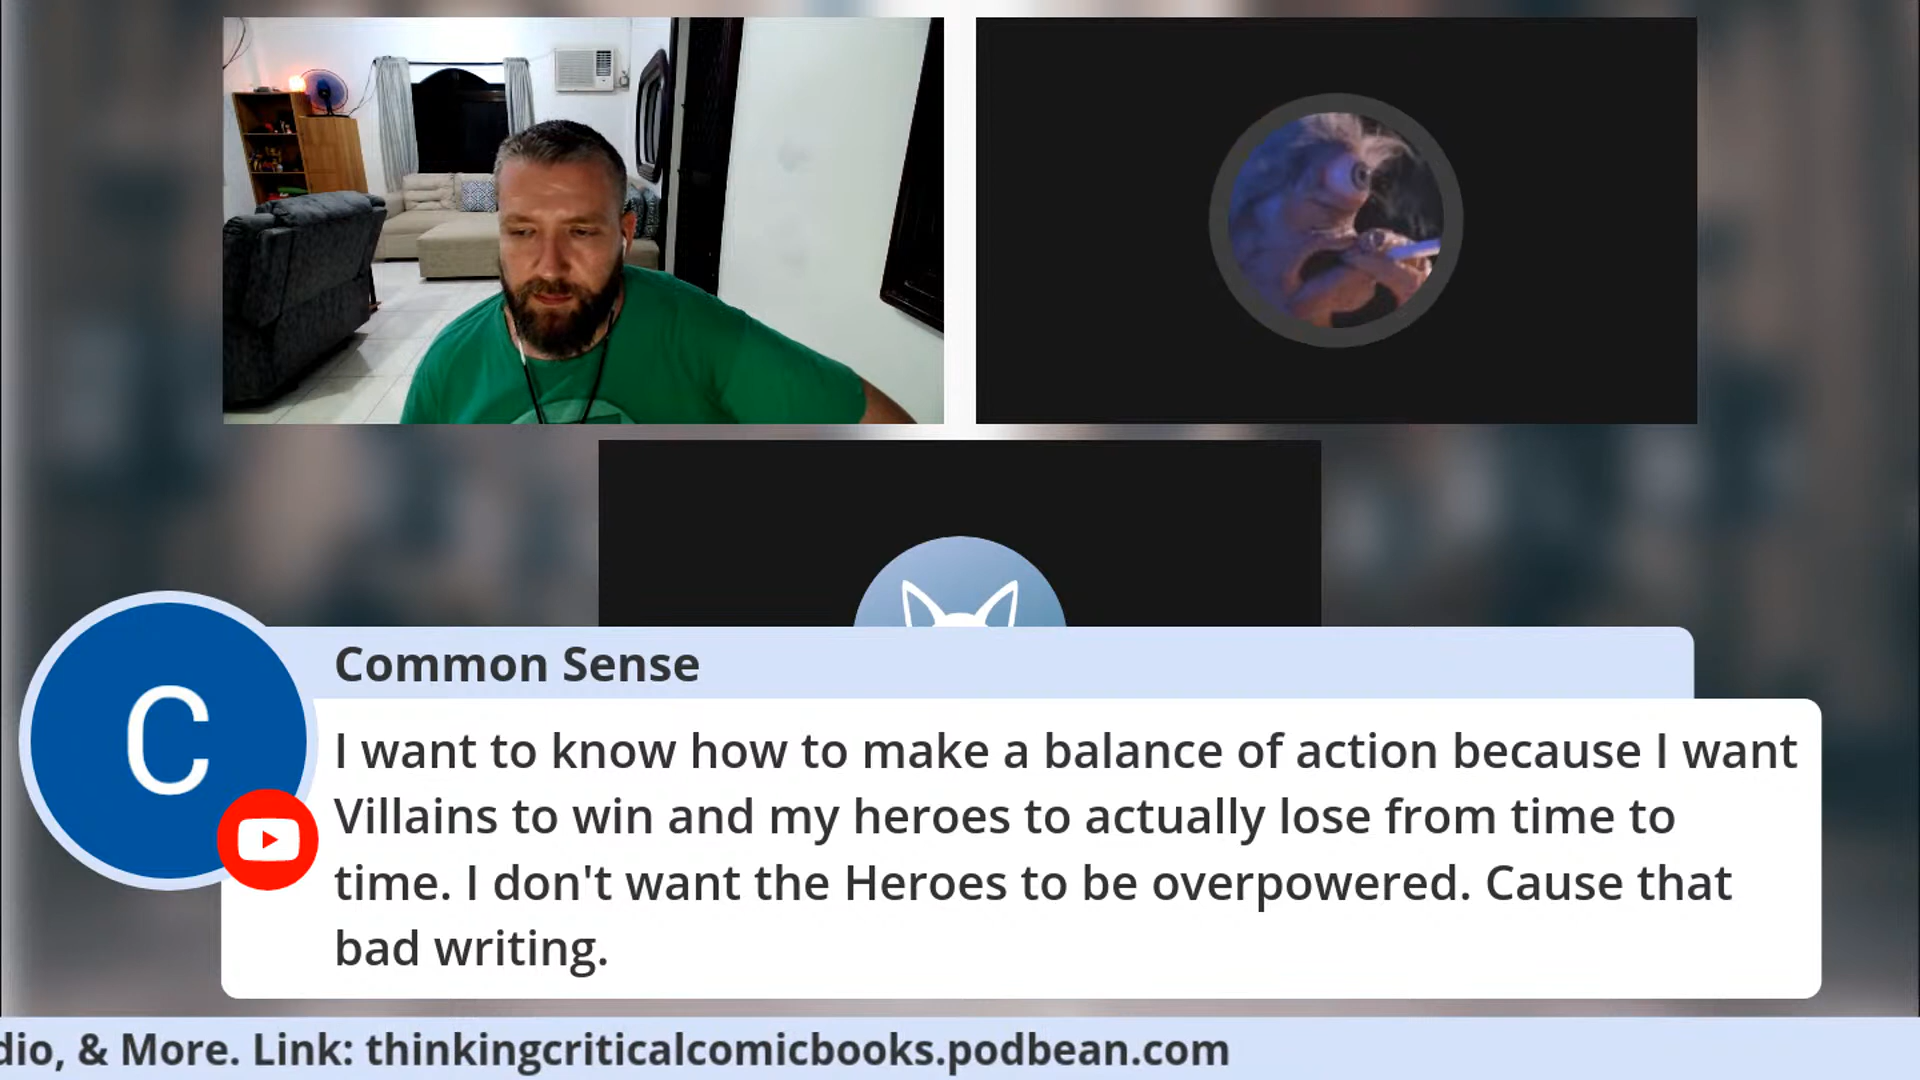 C
Common Sense
I want to know how to make a balance of action because I want
Villains to win and my heroes to actually lose from time to
time. I don't want the Heroes to be overpowered. Cause that
bad writing.
dio, & More. Link: thinkingcriticalcomicbooks.podbean.com